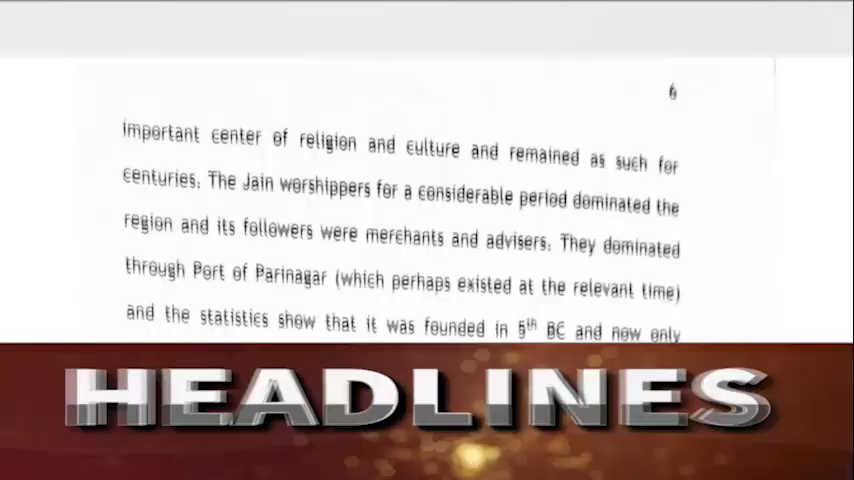 6
important center of religion and culture and remained as such for
centuries. The Jain worshippers for a considerable period dominated the
region and its followers were merchants and advisers. They dominated
through Port of Parinagar (which perhaps existed at the relevant time)
and the statistics show that it was founded in 5th BC and now only
HEADLINES